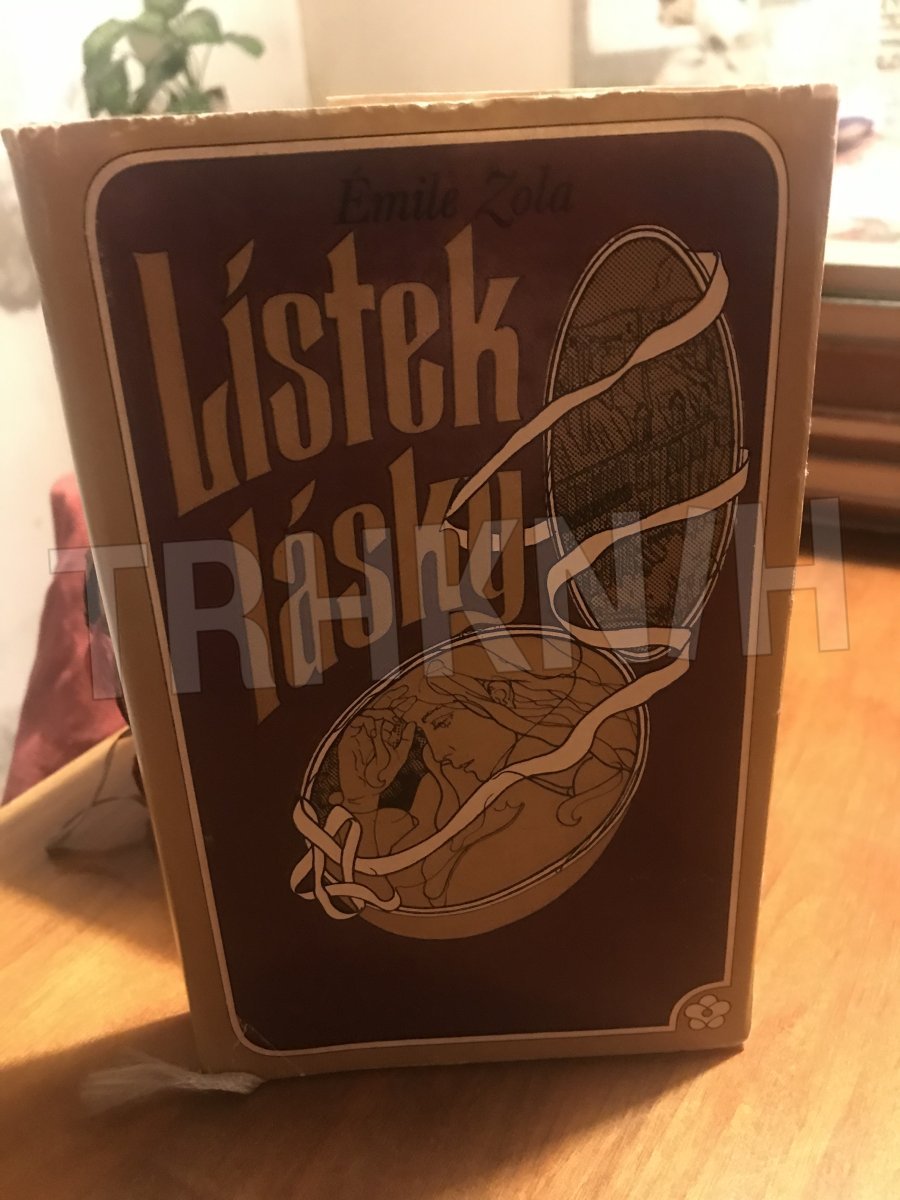 Émile Zola
Lístek
lásky
TRHKNIH